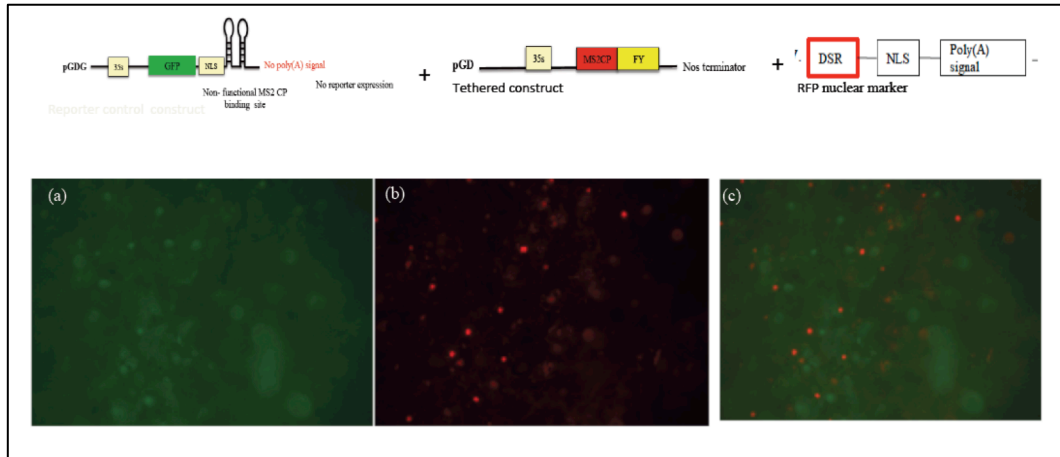 pGDG 35s GFP NLS No poly(A) signal
No reporter expression
Non- functional MS2 CP
binding site
Reporter control construct
+
pGD 35s MS2CP FY Nos terminator
Tethered construct
+
DSR NLS Poly(A)
signal
RFP nuclear marker
(a) (b) (c)